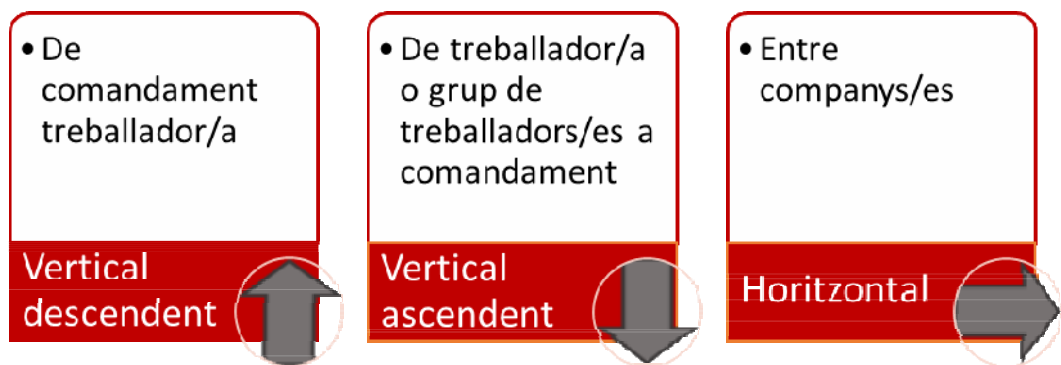 • De
comandament
treballador/a
Vertical
descendent
• De treballador/a
o grup de
treballadors/es a
comandament
Vertical
ascendent
• Entre
companys/es
Horitzontal